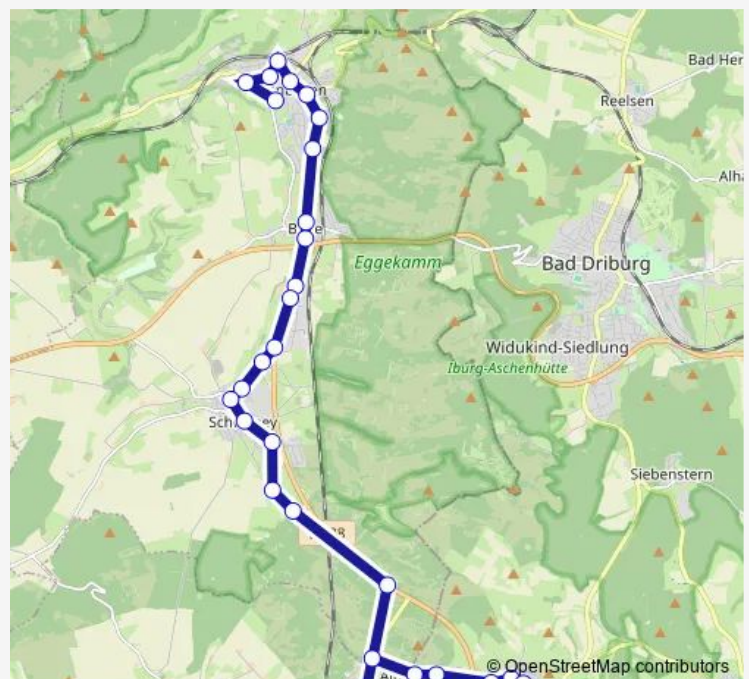 Bad Her
Reelsen
Alha
Eggekamm
Bad Driburg
Widukind-Siedlung
Iburg-Aschenhütte
Siebenstern
© OpenStreetMap contributors